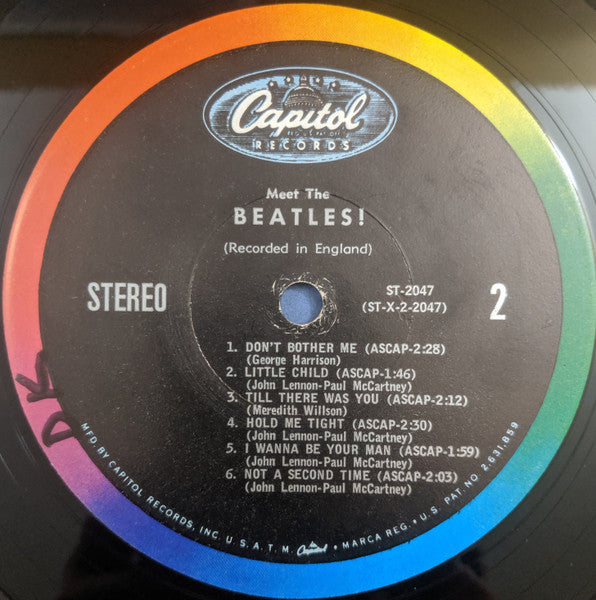 Capitol
RECORDS
Meet The
BEATLES!
(Recorded in England)
STEREO
ST-2047
(ST-X-2-2047)
2
1. DON'T BOTHER ME (ASCAP-2:28)
(George Harrison)
2. LITTLE CHILD (ASCAP-1:46)
(John Lennon-Paul McCartney)
3. TILL THERE WAS YOU (ASCAP-2:12)
(Meredith Willson)
4. HOLD ME TIGHT (ASCAP-2:30)
(John Lennon-Paul McCartney)
5. I WANNA BE YOUR MAN (ASCAP-1:59)
(John Lennon-Paul McCartney)
6. NOT A SECOND TIME (ASCAP-2:03)
(John Lennon-Paul McCartney)
DK
MFD. BY CAPITOL RECORDS, INC. U.S.A. T.M. Capitol • MARCA REG. • U.S. PAT. NO. 2,631,859